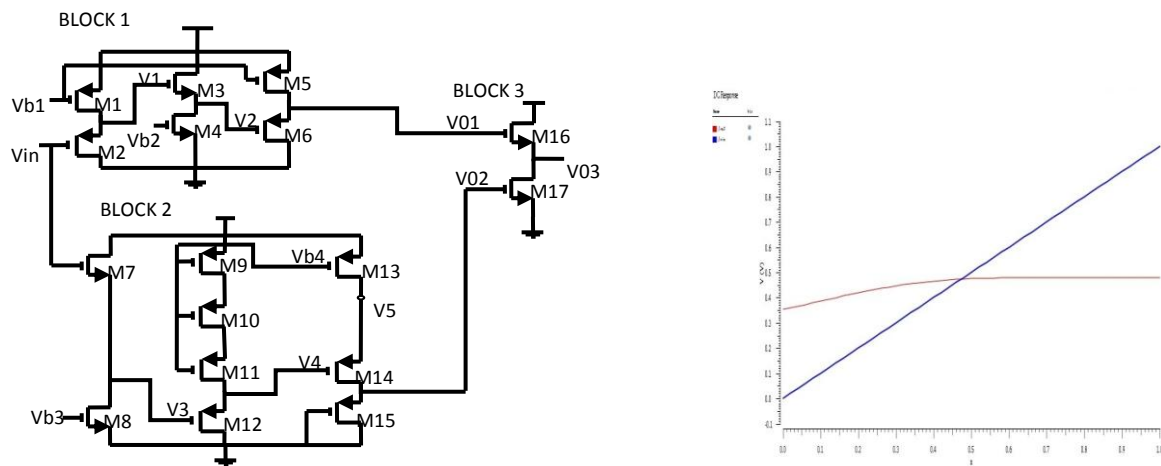 BLOCK 1
V1
M3
M5
Vb1
M1
Vb2
M4
V2
M6
Vin
M2
BLOCK 3
V01
M16
V03
V02
M17
BLOCK 2
M7
M9
Vb4
M13
M10
V5
M11
V4
M14
Vb3
M8
V3
M12
M15
DC Response
1.0
0.9
0.8
0.7
0.6
0.5
0.4
0.3
0.2
0.1
0.0
-0.1
0.0 0.1 0.2 0.3 0.4 0.5 0.6 0.7 0.8 0.9 1.0